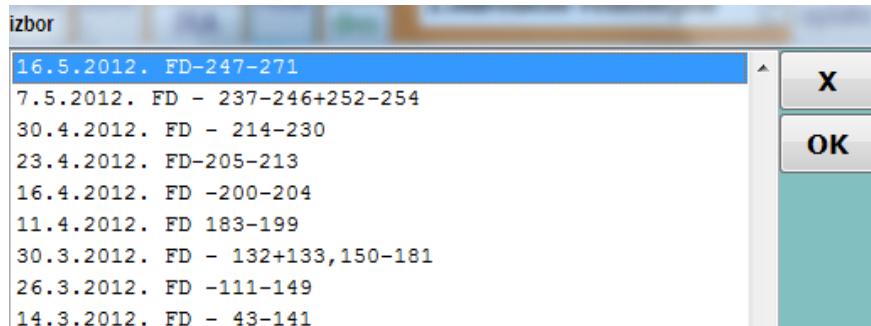 izbor
16.5.2012. FD-247-271
7.5.2012. FD - 237-246+252-254
30.4.2012. FD - 214-230
23.4.2012. FD-205-213
16.4.2012. FD -200-204
11.4.2012. FD 183-199
30.3.2012. FD - 132+133,150-181
26.3.2012. FD -111-149
14.3.2012. FD - 43-141
X
OK